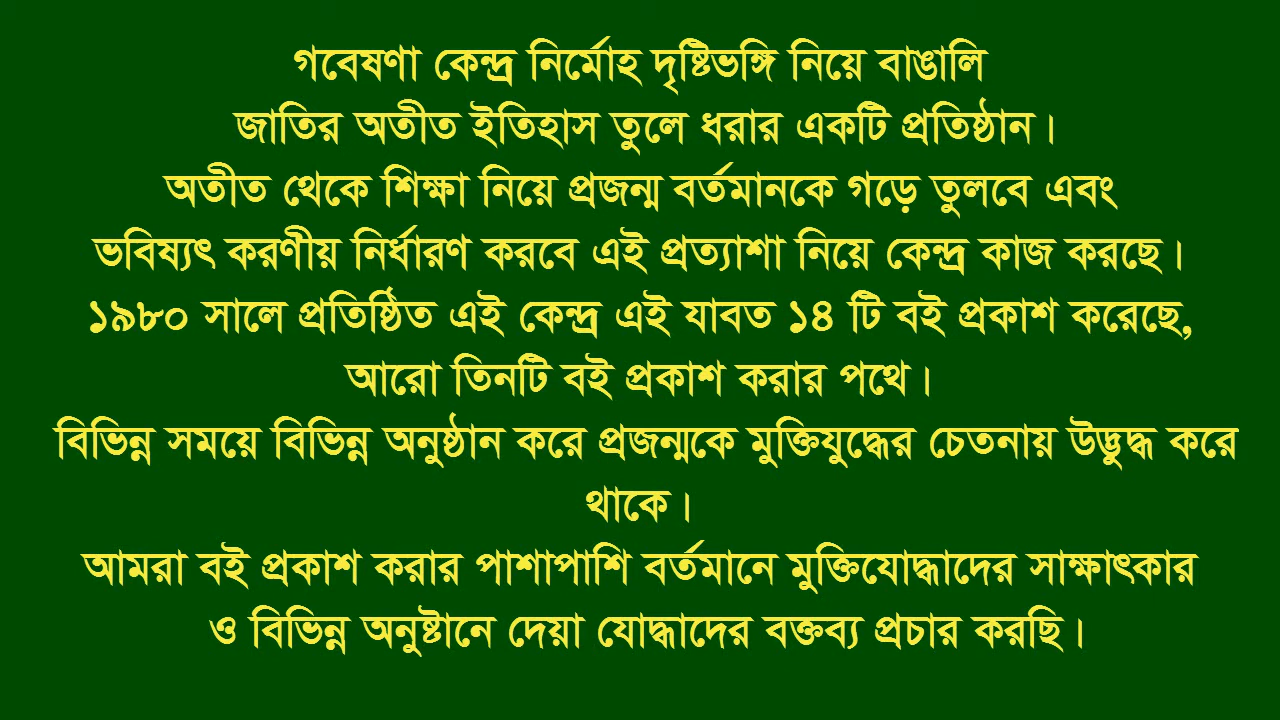 গবেষণা কেন্দ্র নির্মোহ দৃষ্টিভঙ্গি নিয়ে বাঙালি
জাতির অতীত ইতিহাস তুলে ধরার একটি প্রতিষ্ঠান।
অতীত থেকে শিক্ষা নিয়ে প্রজন্ম বর্তমানকে গড়ে তুলবে এবং
ভবিষ্যৎ করণীয় নির্ধারণ করবে এই প্রত্যাশা নিয়ে কেন্দ্র কাজ করছে।
১৯৮০ সালে প্রতিষ্ঠিত এই কেন্দ্র এই যাবত ১৪ টি বই প্রকাশ করেছে,
আরো তিনটি বই প্রকাশ করার পথে।
বিভিন্ন সময়ে বিভিন্ন অনুষ্ঠান করে প্রজন্মকে মুক্তিযুদ্ধের চেতনায় উদ্ভুদ্ধ করে
থাকে।
আমরা বই প্রকাশ করার পাশাপাশি বর্তমানে মুক্তিযোদ্ধাদের সাক্ষাৎকার
ও বিভিন্ন অনুষ্টানে দেয়া যোদ্ধাদের বক্তব্য প্রচার করছি।